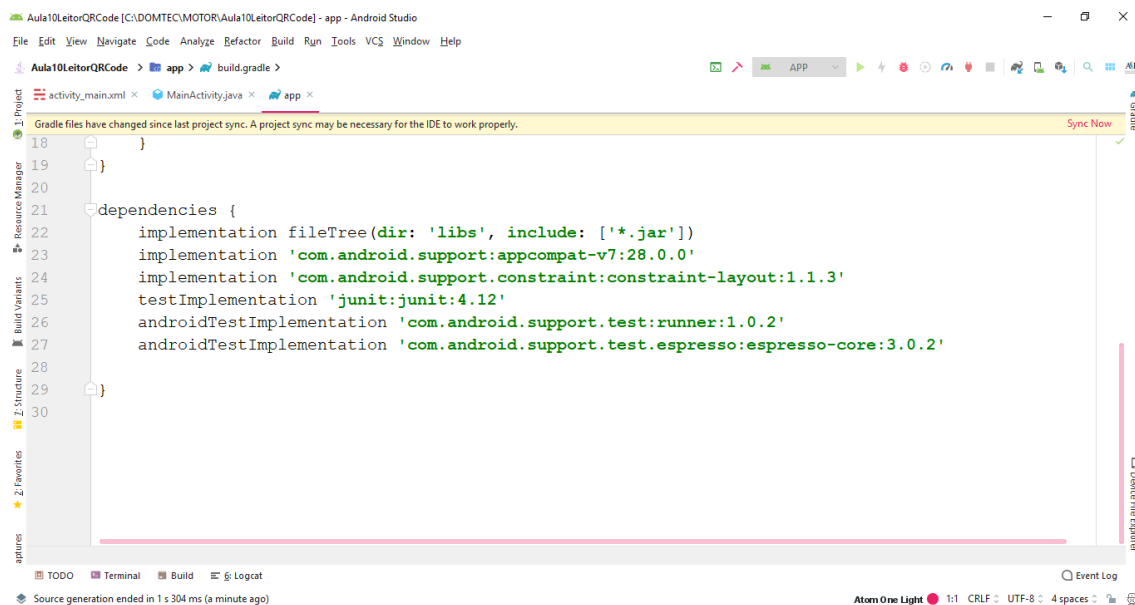 Aula10LeitorQRCode [C:\DOMTEC\MOTOR\Aula10LeitorQRCode] - app - Android Studio
File Edit View Navigate Code Analyze Refactor Build Run Tools VCS Window Help
Aula10LeitorQRCode app build.gradle
APP
activity_main.xml MainActivity.java app
Gradle files have changed since last project sync. A project sync may be necessary for the IDE to work properly. Sync Now
18 }
19 }
20
21 dependencies {
22 implementation fileTree(dir: 'libs', include: ['*.jar'])
23 implementation 'com.android.support:appcompat-v7:28.0.0'
24 implementation 'com.android.support.constraint:constraint-layout:1.1.3'
25 testImplementation 'junit:junit:4.12'
26 androidTestImplementation 'com.android.support.test:runner:1.0.2'
27 androidTestImplementation 'com.android.support.test.espresso:espresso-core:3.0.2'
28
29 }
30
1: Project
Resource Manager
Build Variants
7: Structure
2: Favorites
aptures
Gradle
Device File Explorer
TODO Terminal Build 6: Logcat Event Log
Source generation ended in 1 s 304 ms (a minute ago) Atom One Light 1:1 CRLF UTF-8 4 spaces